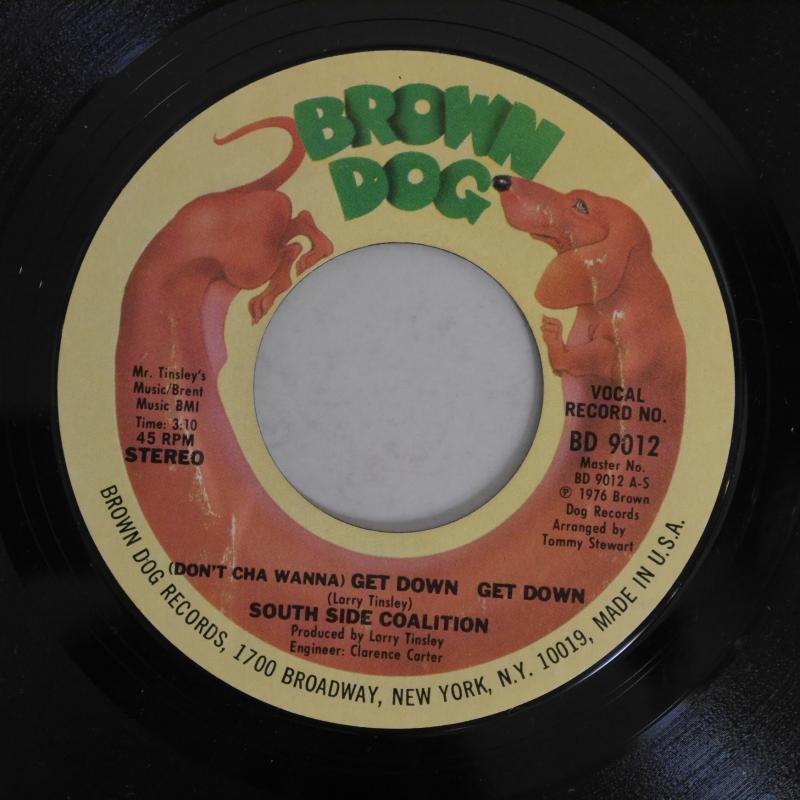 BROWN
DOG
Mr. Tinsley's
Music/Brent
Music BMI
Time: 3:10
45 RPM
STEREO
VOCAL
RECORD NO.
BD 9012
Master No.
BD 9012 A-S
℗ 1976 Brown
Dog Records
Arranged by
Tommy Stewart
(DON'T CHA WANNA) GET DOWN GET DOWN
(Larry Tinsley)
SOUTH SIDE COALITION
Produced by Larry Tinsley
Engineer: Clarence Carter
BROWN DOG RECORDS, 1700 BROADWAY, NEW YORK, N.Y. 10019, MADE IN U.S.A.